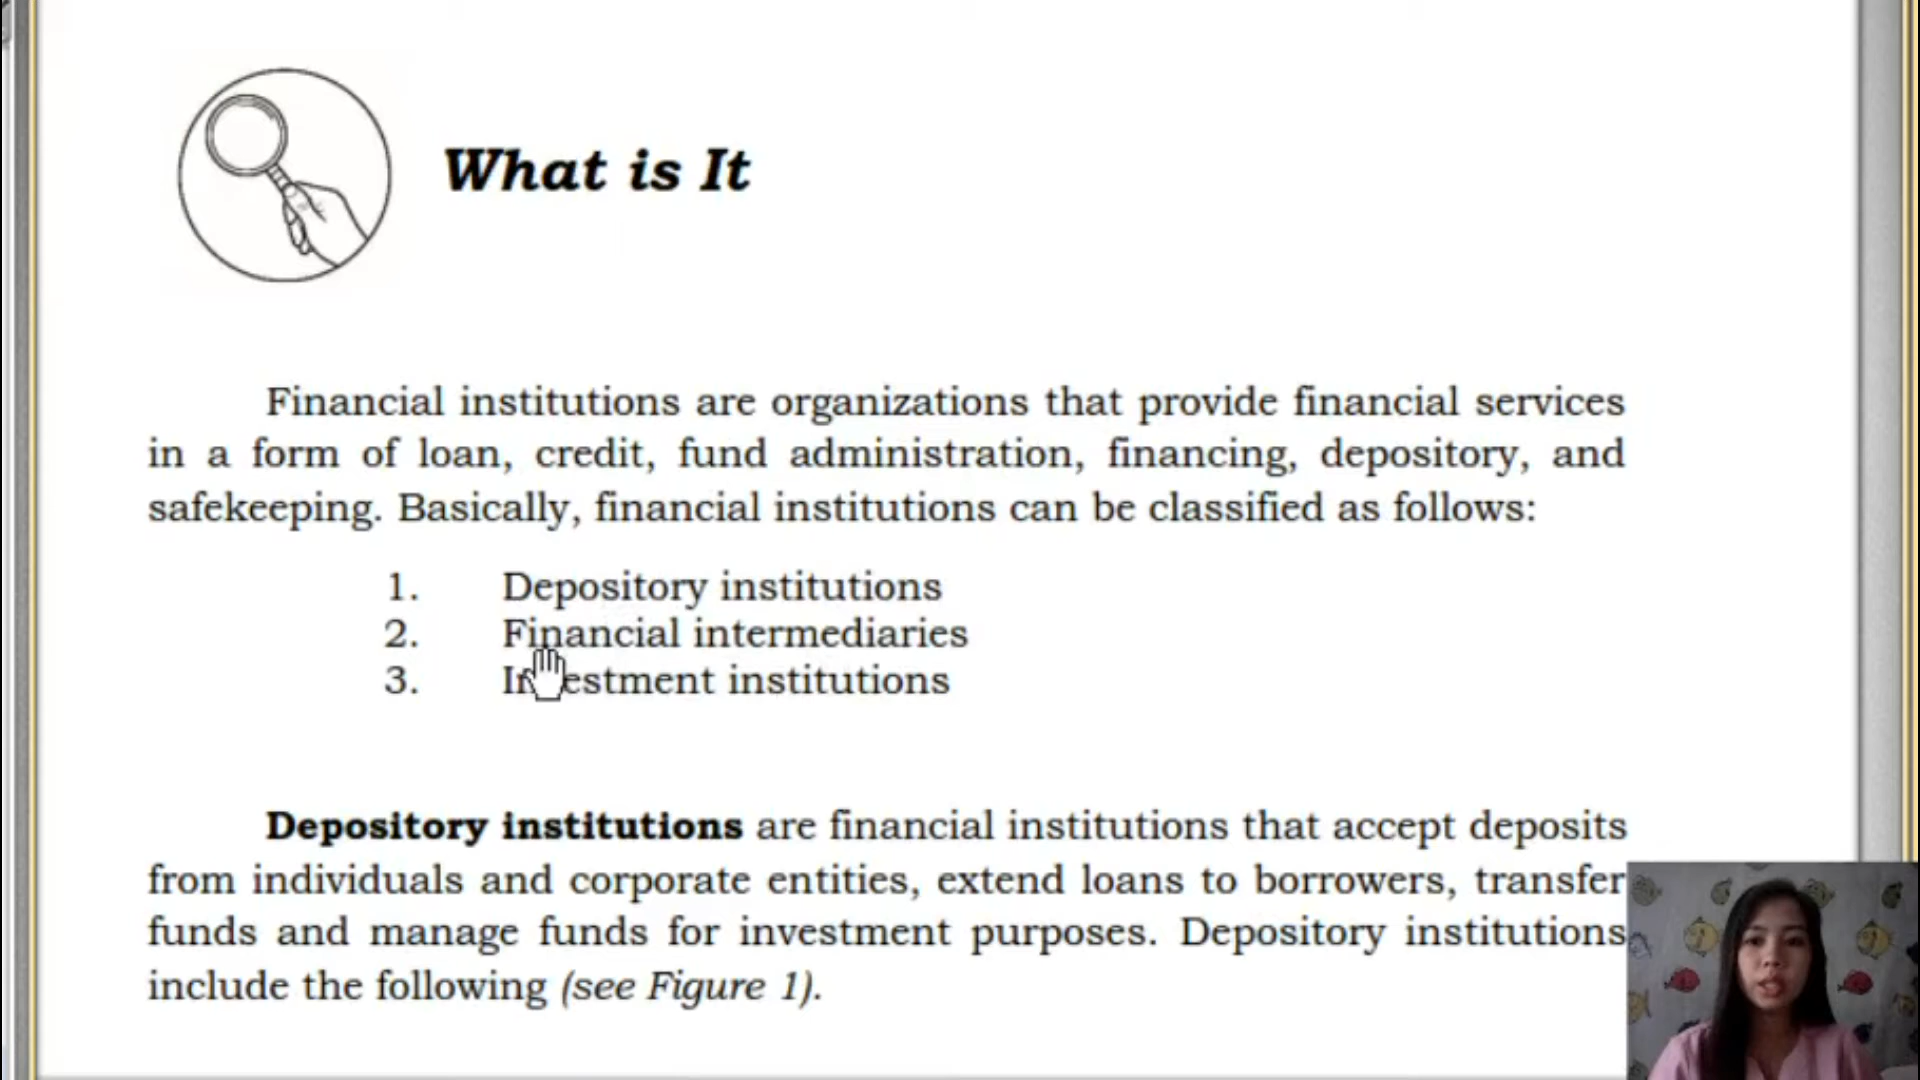 What is It
Financial institutions are organizations that provide financial services
in a form of loan, credit, fund administration, financing, depository, and
safekeeping. Basically, financial institutions can be classified as follows:
1. Depository institutions
2. Financial intermediaries
3. Investment institutions
Depository institutions are financial institutions that accept deposits
from individuals and corporate entities, extend loans to borrowers, transfer
funds and manage funds for investment purposes. Depository institutions
include the following (see Figure 1).